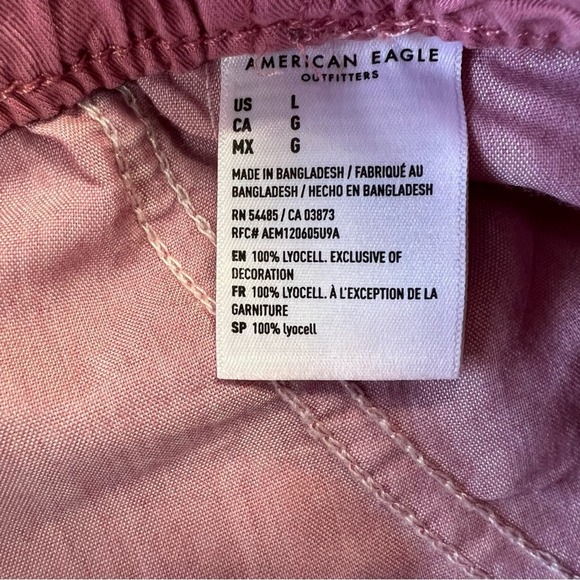 AMERICAN EAGLE
OUTFITTERS
US L
CA G
MX G
MADE IN BANGLADESH / FABRIQUÉ AU
BANGLADESH / HECHO EN BANGLADESH
RN 54485 / CA 03873
RFC# AEM120605U9A
EN 100% LYOCELL. EXCLUSIVE OF
DECORATION
FR 100% LYOCELL. À L'EXCEPTION DE LA
GARNITURE
SP 100% lyocell